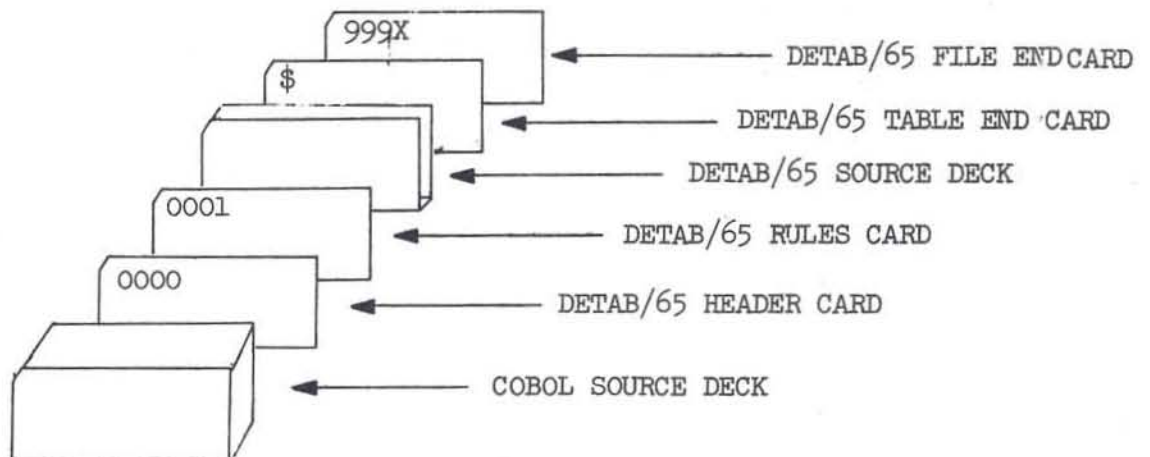 999X
DETAB/65 FILE END CARD
$
DETAB/65 TABLE END CARD
DETAB/65 SOURCE DECK
0001
DETAB/65 RULES CARD
0000
DETAB/65 HEADER CARD
COBOL SOURCE DECK